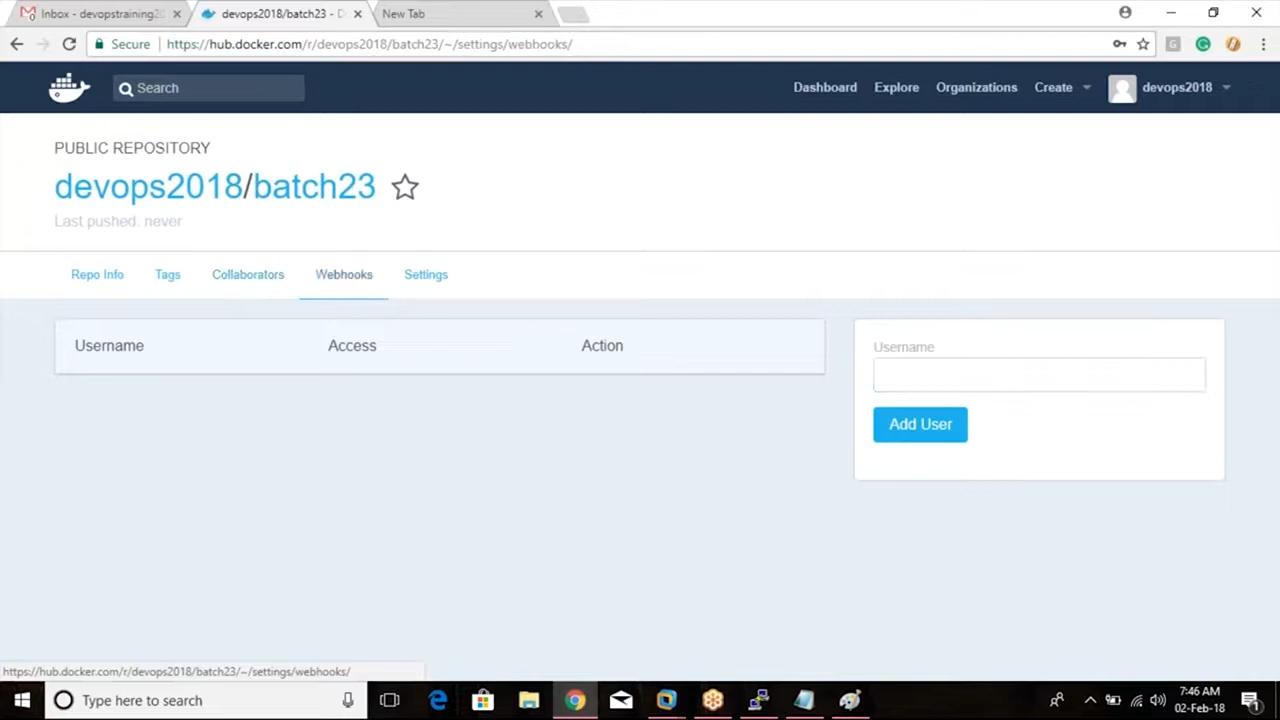 Inbox - devopstraining20
devops2018/batch23 - D
New Tab
Secure
https://hub.docker.com/r/devops2018/batch23/~/settings/webhooks/
Search
Dashboard
Explore
Organizations
Create
devops2018
PUBLIC REPOSITORY
devops2018/batch23
Last pushed: never
Repo Info
Tags
Collaborators
Webhooks
Settings
Username
Access
Action
Username
Add User
https://hub.docker.com/r/devops2018/batch23/~/settings/webhooks/
Type here to search
7:46 AM
02-Feb-18